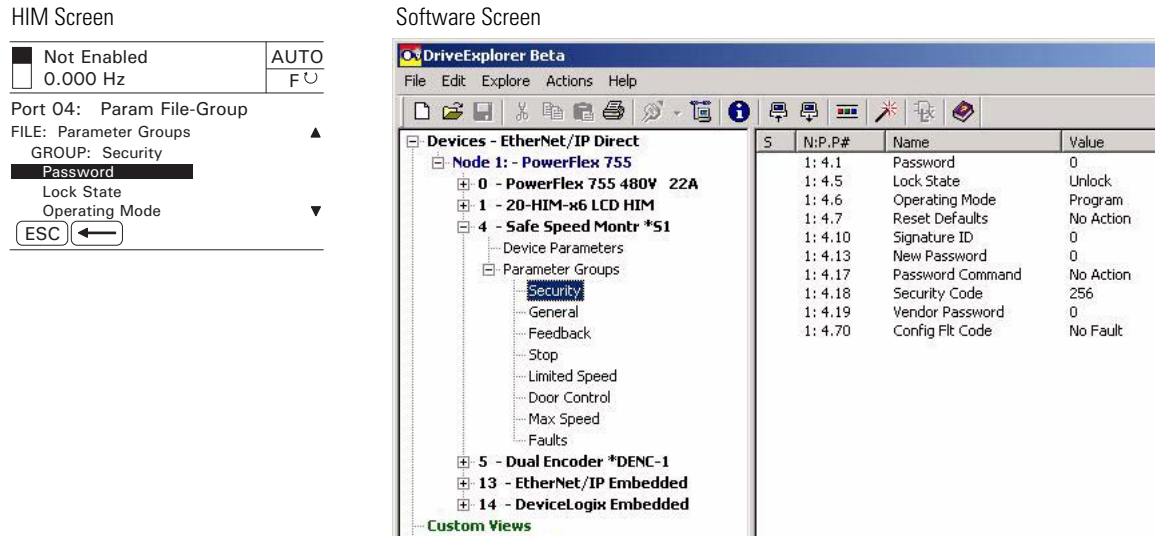 HIM Screen
Not Enabled
AUTO
0.000 Hz
F
Port 04: Param File-Group
FILE: Parameter Groups
GROUP: Security
Password
Lock State
Operating Mode
ESC
Software Screen
DriveExplorer Beta
File Edit Explore Actions Help
Devices - EtherNet/IP Direct
Node 1: - PowerFlex 755
0 - PowerFlex 755 480V 22A
1 - 20-HIM-x6 LCD HIM
4 - Safe Speed Montr *S1
Device Parameters
Parameter Groups
Security
General
Feedback
Stop
Limited Speed
Door Control
Max Speed
Faults
5 - Dual Encoder *DENC-1
13 - EtherNet/IP Embedded
14 - DeviceLogix Embedded
Custom Views
S N:P.P# Name Value
1: 4.1 Password 0
1: 4.5 Lock State Unlock
1: 4.6 Operating Mode Program
1: 4.7 Reset Defaults No Action
1: 4.10 Signature ID 0
1: 4.13 New Password 0
1: 4.17 Password Command No Action
1: 4.18 Security Code 256
1: 4.19 Vendor Password 0
1: 4.70 Config Flt Code No Fault